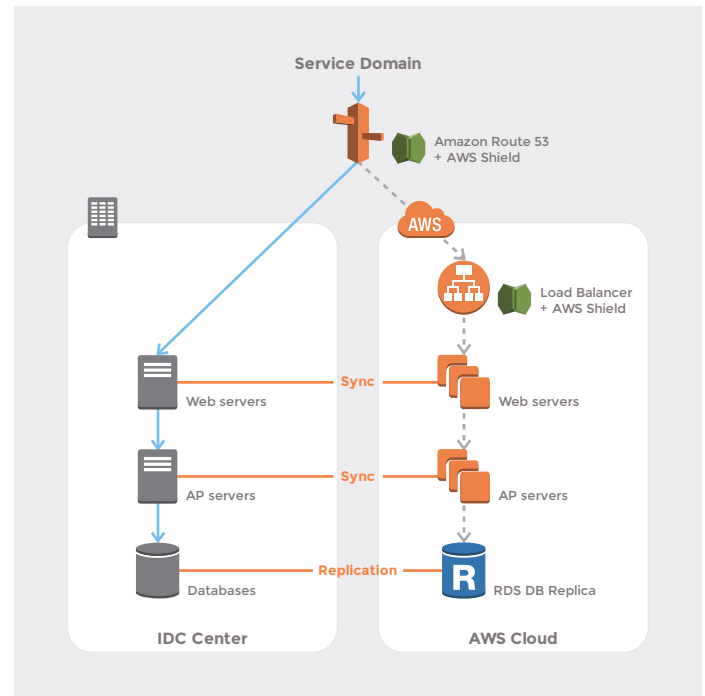 Service Domain
Amazon Route 53
+ AWS Shield
AWS
Load Balancer
+ AWS Shield
Web servers
Sync
Web servers
AP servers
Sync
AP servers
Databases
Replication
R
RDS DB Replica
IDC Center
AWS Cloud